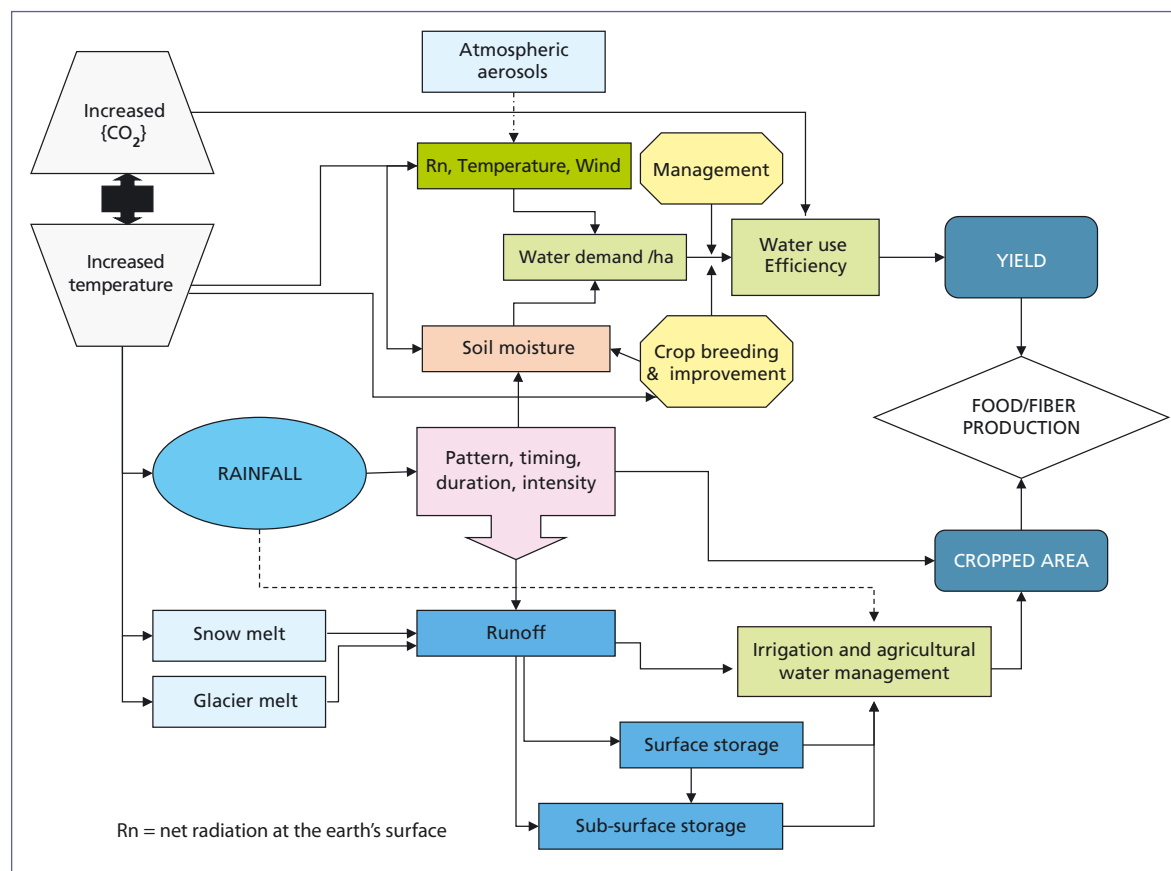 Atmospheric
aerosols
Increased
{CO2}
Rn, Temperature, Wind
Management
Increased
temperature
Water demand /ha
Water use
Efficiency
YIELD
Soil moisture
Crop breeding
& improvement
FOOD/FIBER
PRODUCTION
RAINFALL
Pattern, timing,
duration, intensity
CROPPED AREA
Snow melt
Runoff
Irrigation and agricultural
water management
Glacier melt
Surface storage
Sub-surface storage
Rn = net radiation at the earth’s surface